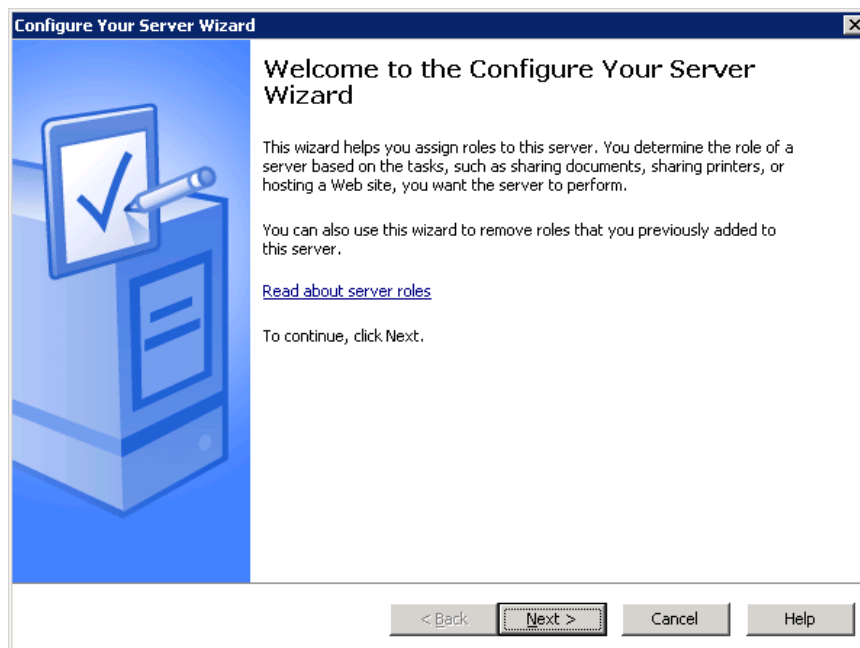 Configure Your Server Wizard
Welcome to the Configure Your Server
Wizard
This wizard helps you assign roles to this server. You determine the role of a
server based on the tasks, such as sharing documents, sharing printers, or
hosting a Web site, you want the server to perform.
You can also use this wizard to remove roles that you previously added to
this server.
Read about server roles
To continue, click Next.
< Back
Next >
Cancel
Help